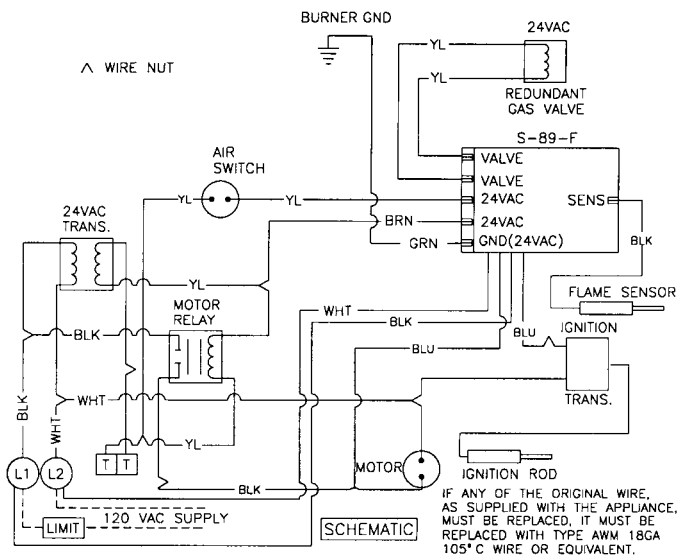 BURNER GND
24VAC
YL
YL
∧ WIRE NUT
REDUNDANT
GAS VALVE
S-89-F
AIR
SWITCH
VALVE
VALVE
YL
YL
24VAC
SENS
24VAC
TRANS.
BRN
24VAC
GRN
GND(24VAC)
BLK
YL
FLAME SENSOR
MOTOR
RELAY
WHT
BLK
BLK
BLU
BLU
IGNITION
TRANS.
WHT
BLK
WHT
YL
T T
L1
L2
MOTOR
IGNITION ROD
BLK
120 VAC SUPPLY
LIMIT
SCHEMATIC
IF ANY OF THE ORIGINAL WIRE,
AS SUPPLIED WITH THE APPLIANCE,
MUST BE REPLACED, IT MUST BE
REPLACED WITH TYPE AWM 18GA
105°C WIRE OR EQUIVALENT.